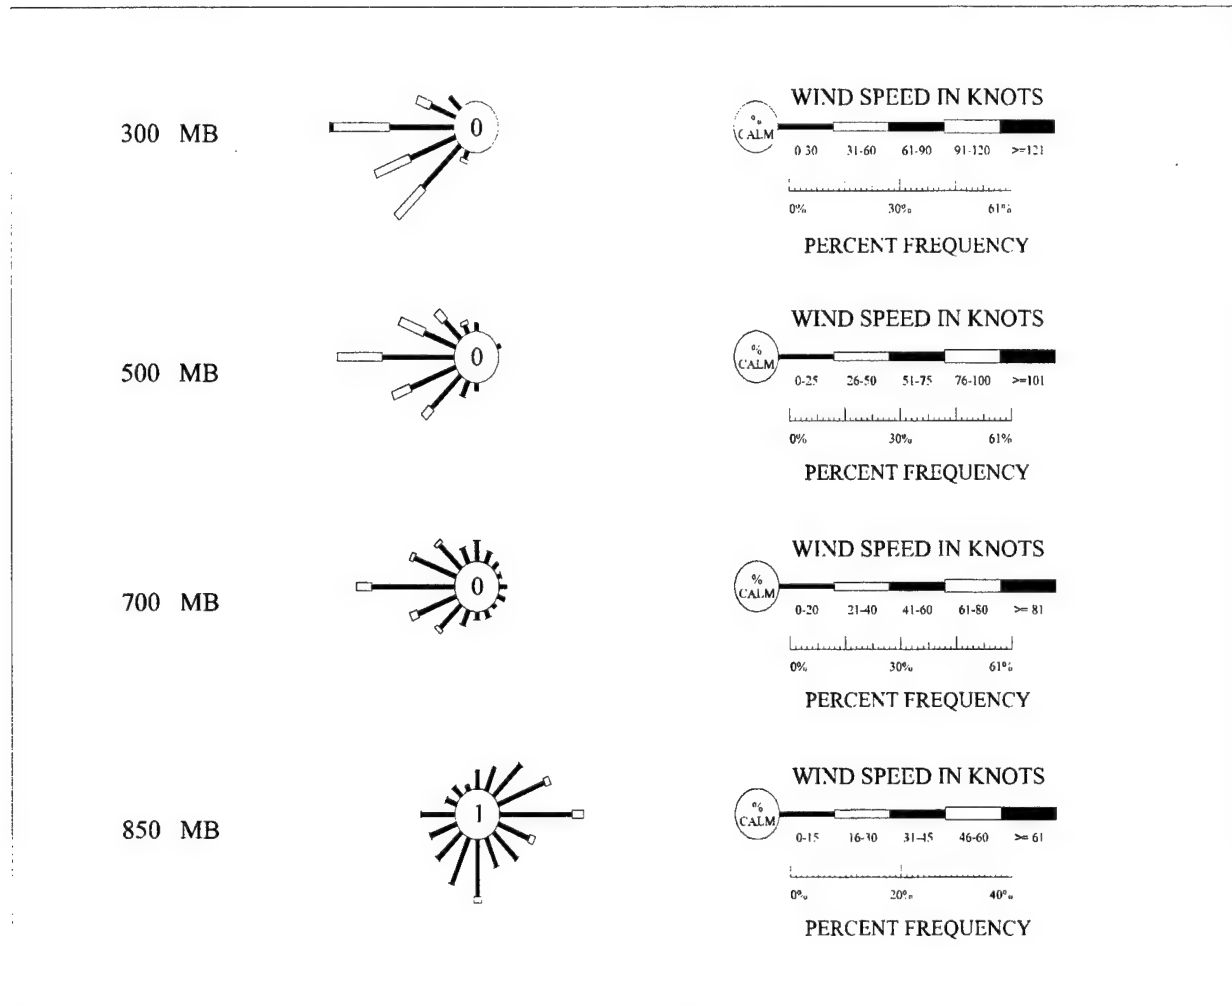 WIND SPEED IN KNOTS
300 MB
0
% CALM
0-30 31-60 61-90 91-120 >=121
0% 30% 61%
PERCENT FREQUENCY
WIND SPEED IN KNOTS
500 MB
0
% CALM
0-25 26-50 51-75 76-100 >=101
0% 30% 61%
PERCENT FREQUENCY
WIND SPEED IN KNOTS
700 MB
0
% CALM
0-20 21-40 41-60 61-80 >= 81
0% 30% 61%
PERCENT FREQUENCY
WIND SPEED IN KNOTS
850 MB
1
% CALM
0-15 16-30 31-45 46-60 >= 61
0% 20% 40%
PERCENT FREQUENCY